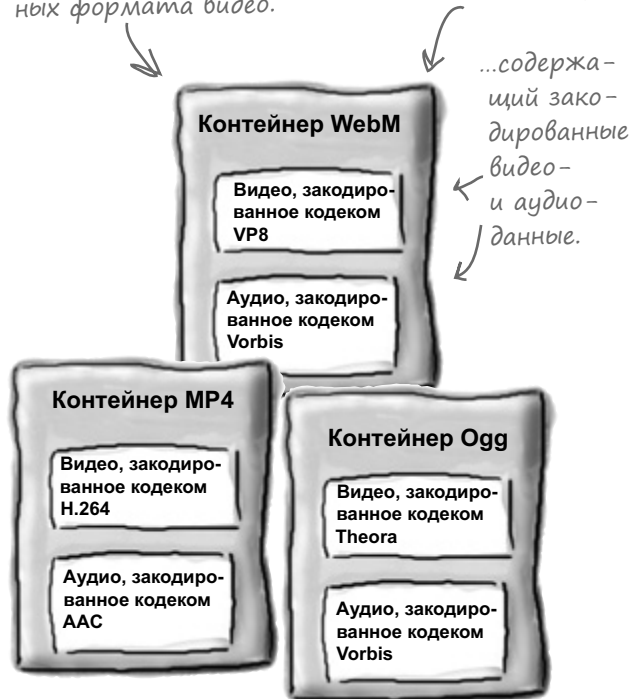 ных формата видео.
...содержа-
щий зако-
дированные
видео-
и аудио-
данные.
Контейнер WebM
Видео, закодиро-
ванное кодеком
VP8
Аудио, закодиро-
ванное кодеком
Vorbis
Контейнер MP4
Видео, закодиро-
ванное кодеком
H.264
Аудио, закодиро-
ванное кодеком
AAC
Контейнер Ogg
Видео, закодиро-
ванное кодеком
Theora
Аудио, закодиро-
ванное кодеком
Vorbis